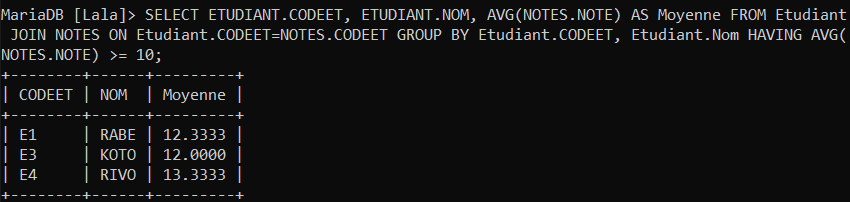 MariaDB [Lala]> SELECT ETUDIANT.CODEET, ETUDIANT.NOM, AVG(NOTES.NOTE) AS Moyenne FROM Etudiant
 JOIN NOTES ON Etudiant.CODEET=NOTES.CODEET GROUP BY Etudiant.CODEET, Etudiant.Nom HAVING AVG(
NOTES.NOTE) >= 10;
+--------+------+---------+
| CODEET | NOM  | Moyenne |
+--------+------+---------+
| E1     | RABE | 12.3333 |
| E3     | KOTO | 12.0000 |
| E4     | RIVO | 13.3333 |
+--------+------+---------+